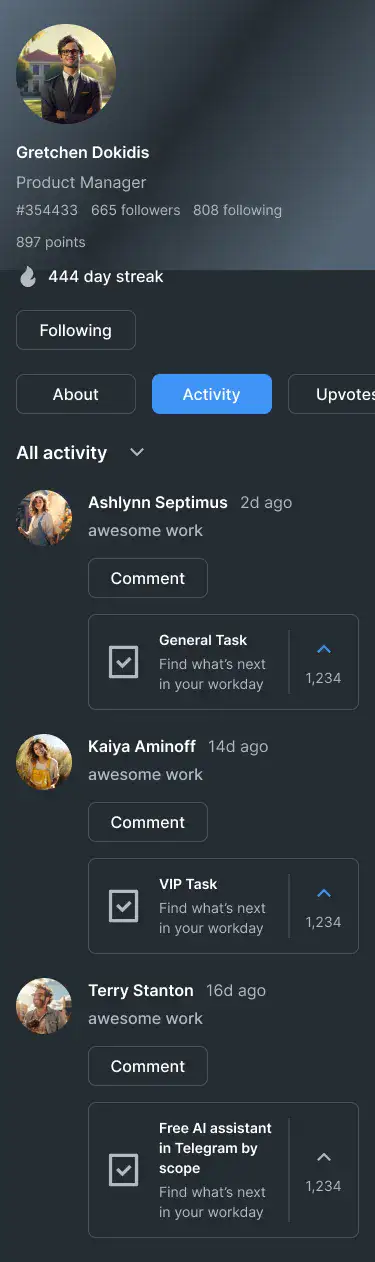 Gretchen Dokidis
Product Manager
#354433 665 followers 808 following
897 points
444 day streak
Following
About Activity Upvotes
All activity
Ashlynn Septimus 2d ago
awesome work
Comment
General Task
Find what’s next
in your workday
1,234
Kaiya Aminoff 14d ago
awesome work
Comment
VIP Task
Find what’s next
in your workday
1,234
Terry Stanton 16d ago
awesome work
Comment
Free AI assistant
in Telegram by
scope
Find what’s next
in your workday
1,234